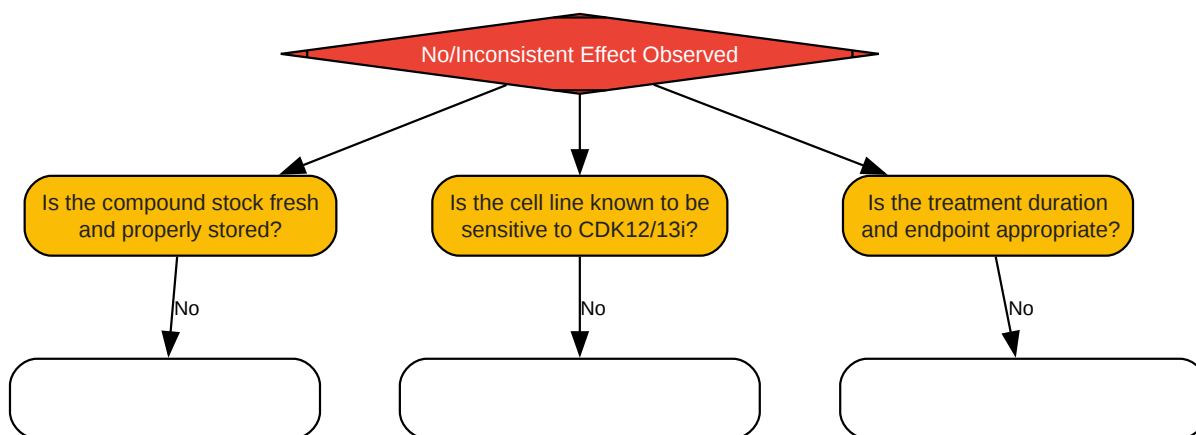 No/Inconsistent Effect Observed
Is the compound stock fresh
and properly stored?
Is the cell line known to be
sensitive to CDK12/13i?
Is the treatment duration
and endpoint appropriate?
No
No
No